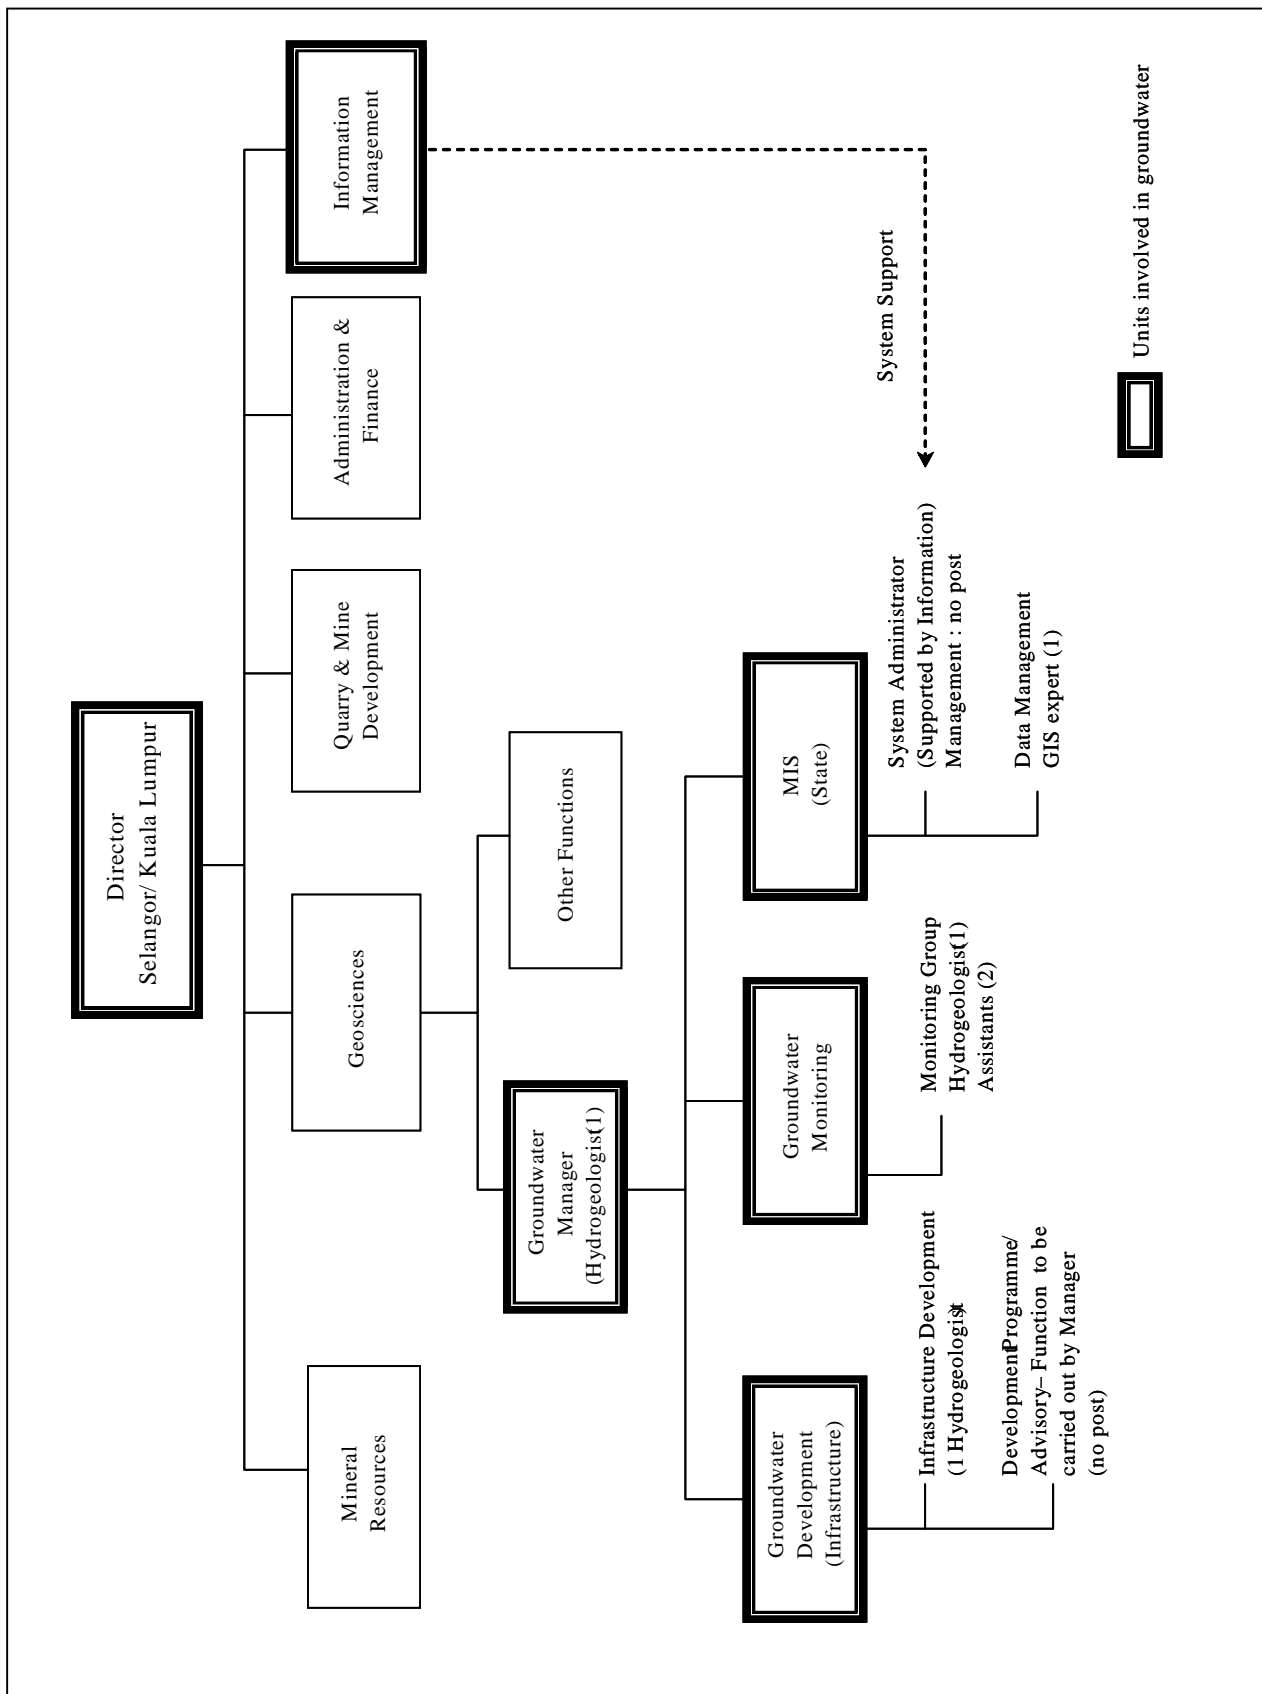 Director
Selangor/ Kuala Lumpur
Mineral
Resources
Geosciences
Quarry & Mine
Development
Administration &
Finance
Information
Management
Groundwater
Manager
(Hydrogeologist(1)
Other Functions
Groundwater
Development
(Infrastructure)
Groundwater
Monitoring
MIS
(State)
System Support
Infrastructure Development
(1 Hydrogeologist)
Development Programme/
Advisory– Function to be
carried out by Manager
(no post)
Monitoring Group
Hydrogeologist(1)
Assistants (2)
System Administrator
(Supported by Information)
Management : no post
Data Management
GIS expert (1)
Units involved in groundwater